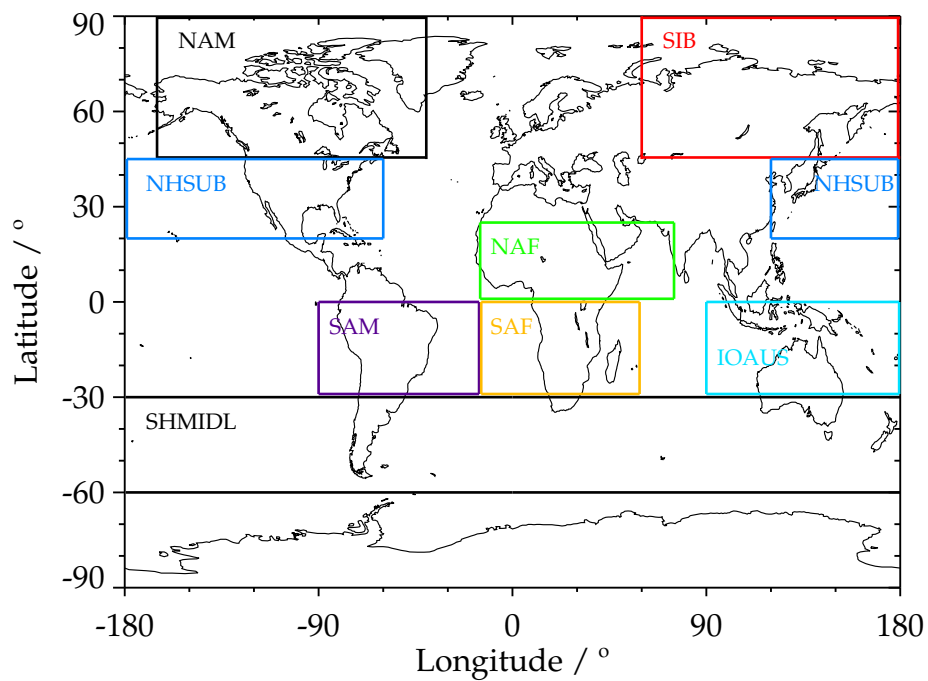 90
60
30
0
-30
-60
-90
Latitude / º
NAM
SIB
NHSUB
NHSUB
NAF
SAM
SAF
IOAUS
SHMIDL
-180
-90
0
90
180
Longitude / º